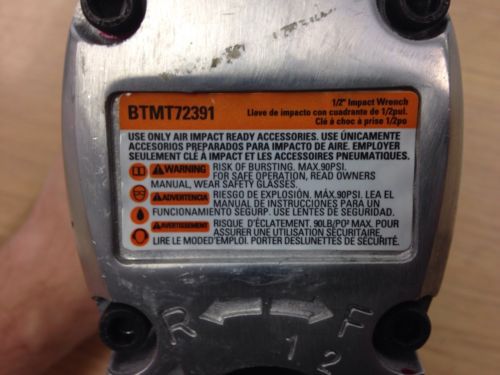 BTMT72391
1/2" Impact Wrench
Llave de impacto con cuadrante de 1/2pul.
Clé à choc à prise 1/2po
USE ONLY AIR IMPACT READY ACCESSORIES. USE ÚNICAMENTE
ACCESORIOS PREPARADOS PARA IMPACTO DE AIRE. EMPLOYER
SEULEMENT CLÉ À IMPACT ET LES ACCESSOIRES PNEUMATIQUES.
WARNING RISK OF BURSTING. MAX.90PSI.
FOR SAFE OPERATION, READ OWNERS
MANUAL, WEAR SAFETY GLASSES.
ADVERTENCIA RIESGO DE EXPLOSIÓN, MÁX.90PSI. LEA EL
MANUAL DE INSTRUCCIONES PARA UN
FUNCIONAMIENTO SEGURP. USE LENTES DE SEGURIDAD.
AVERTISSEMENT RISQUE D'ÉCLATEMENT. 90LB/PO² MAX. POUR
ASSURER UNE UTILISATION SÉCURITAIRE,
LIRE LE MODED'EMPLOI. PORTER DESLUNETTES DE SÉCURITÉ.
R F
1 2